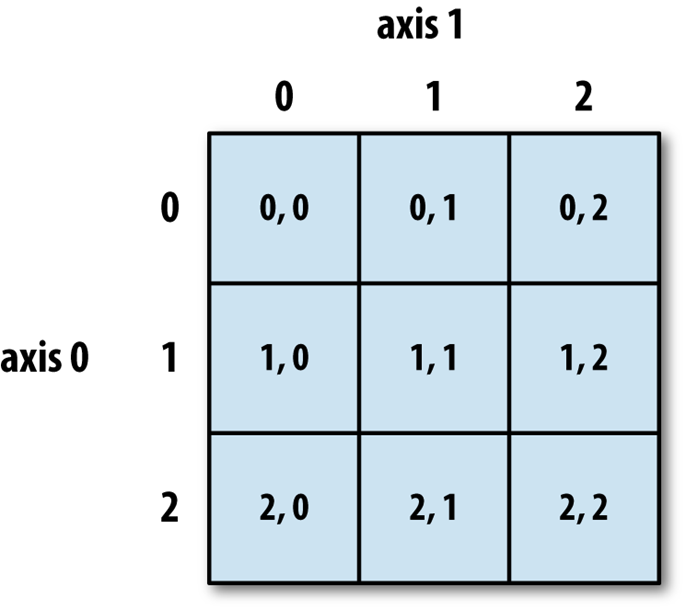 axis 1
0 1 2
0 0, 0 0, 1 0, 2
axis 0 1 1, 0 1, 1 1, 2
2 2, 0 2, 1 2, 2